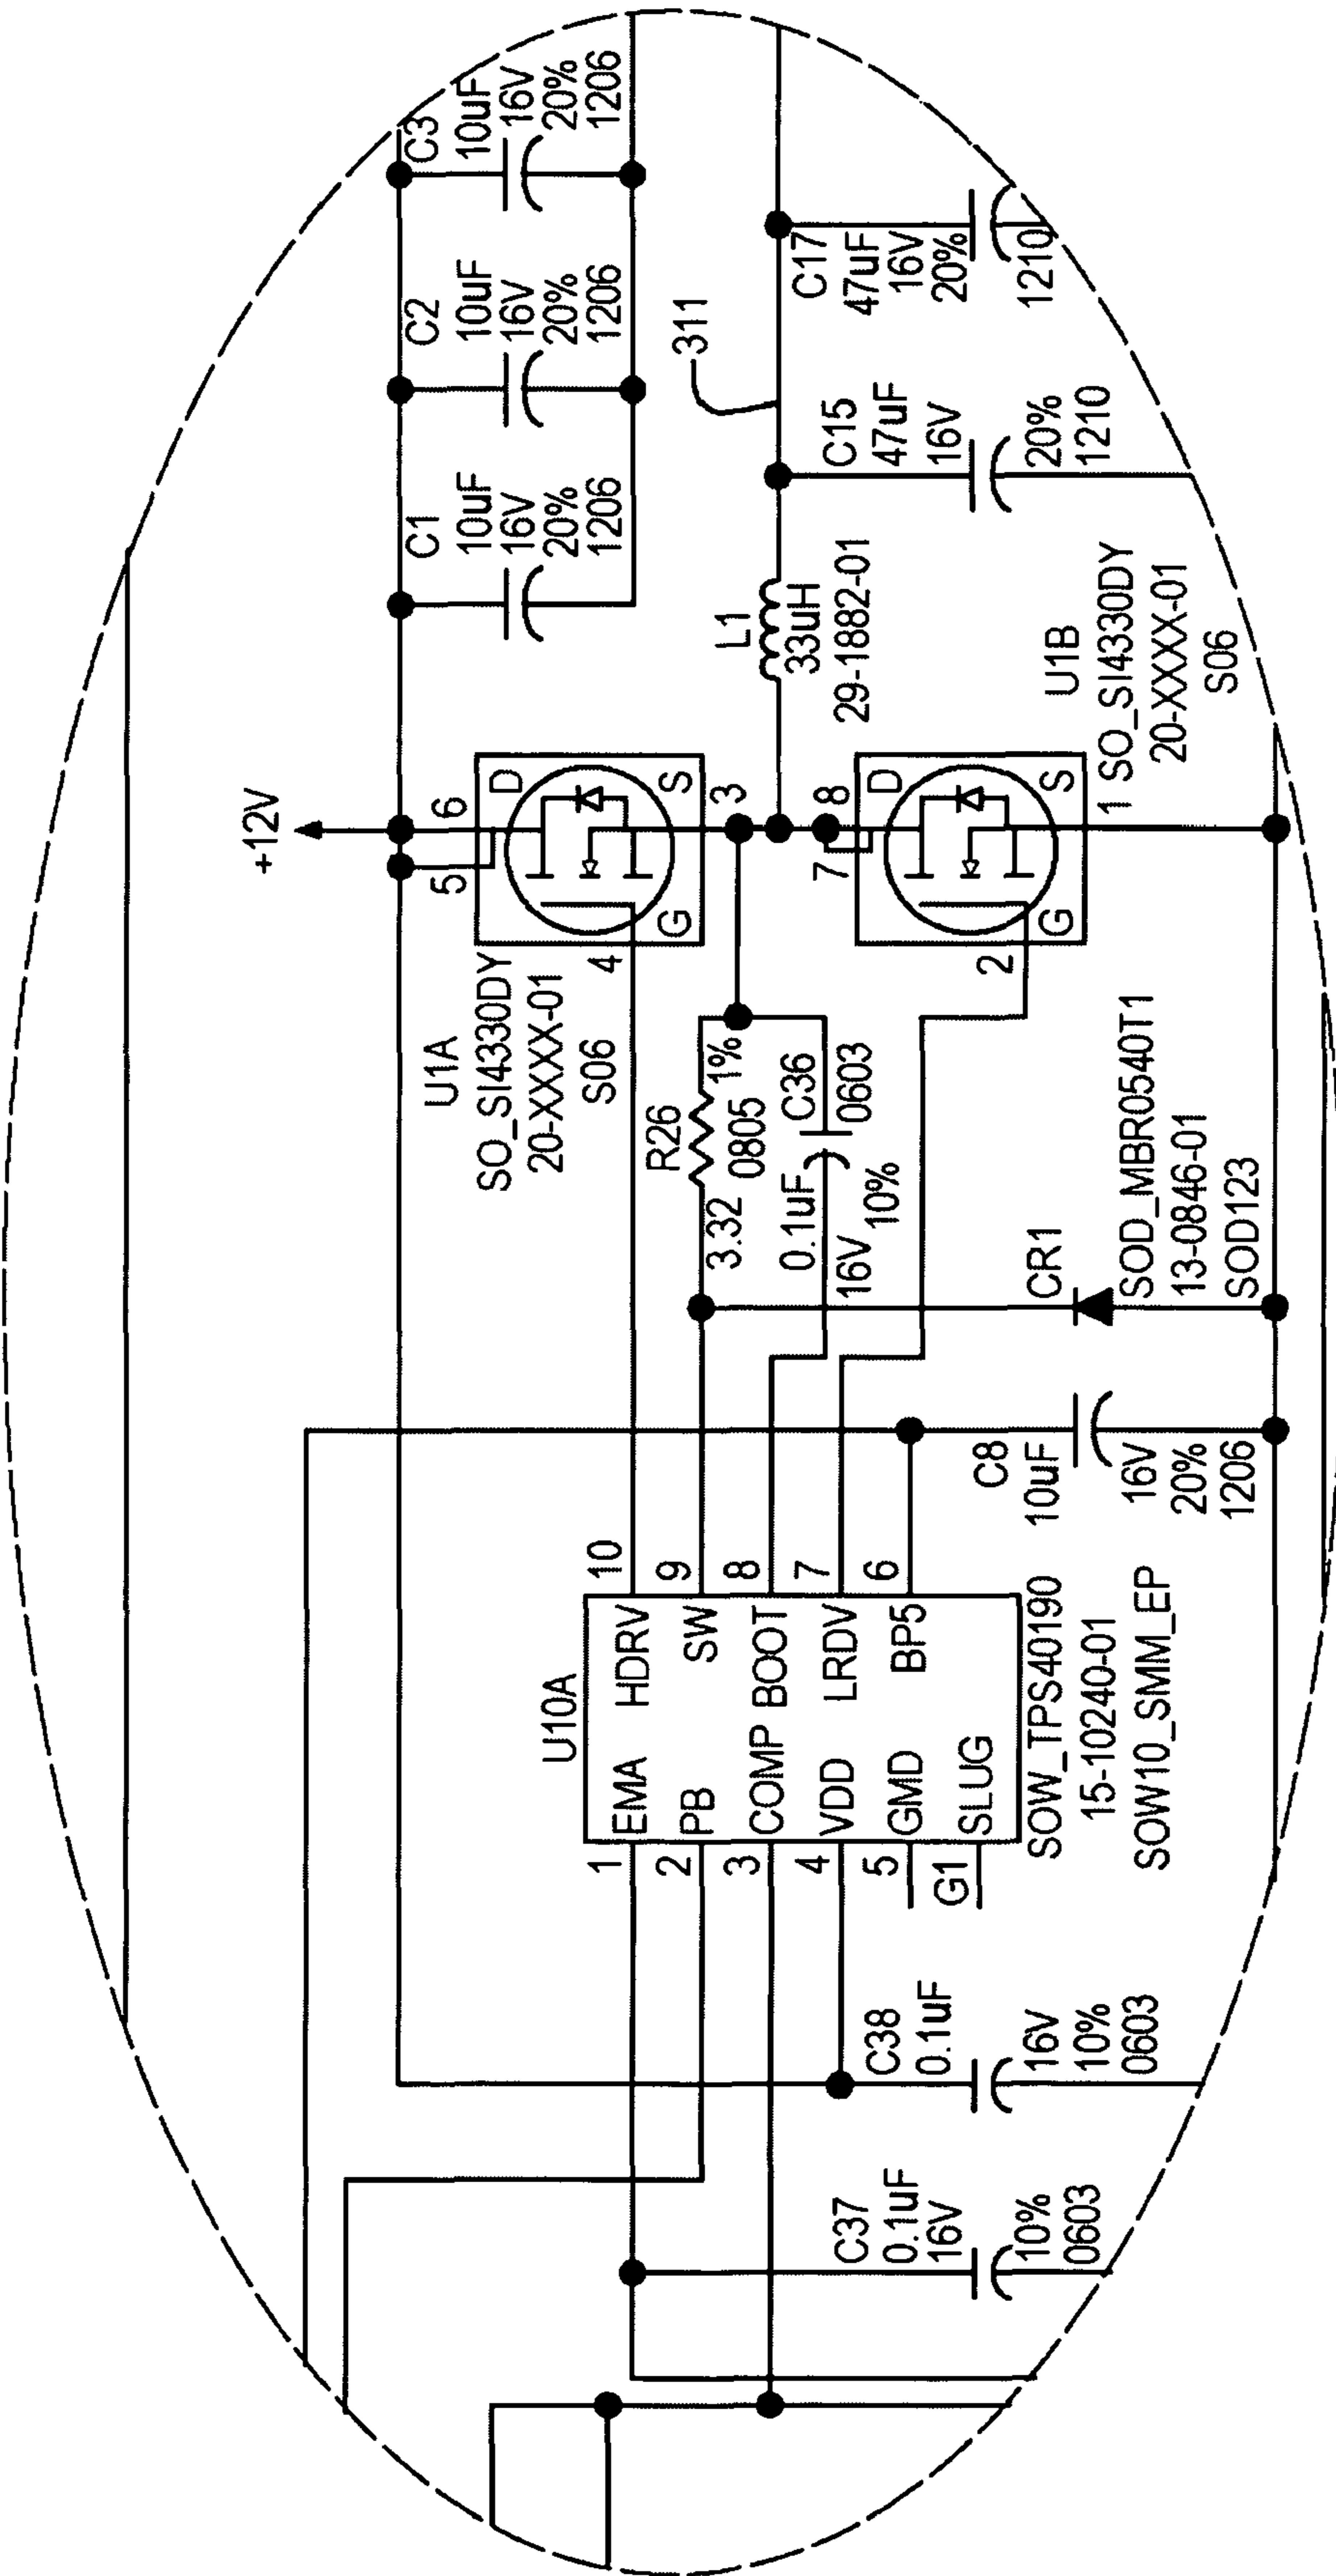 +12V
C1
10uF
16V
20%
1206
C2
10uF
16V
20%
1206
C3
10uF
16V
20%
1206
5
6
D
S
G
4
3
U1A
SO_SI4330DY
20-XXXX-01
S06
L1
33uH
29-1882-01
311
C15
47uF
16V
20%
1210
C17
47uF
16V
20%
1210
7
8
D
S
G
2
1
U1B
SO_SI4330DY
20-XXXX-01
S06
R26
3.32
1%
0805
C36
0.1uF
0603
16V
10%
CR1
SOD_MBR0540T1
13-0846-01
SOD123
C8
10uF
16V
20%
1206
U10A
1 EMA HDRV 10
2 PB SW 9
3 COMP BOOT 8
4 VDD LRDV 7
5 GMD BP5 6
G1 SLUG
SOW_TPS40190
15-10240-01
SOW10_SMM_EP
C38
0.1uF
16V
10%
0603
C37
0.1uF
16V
10%
0603